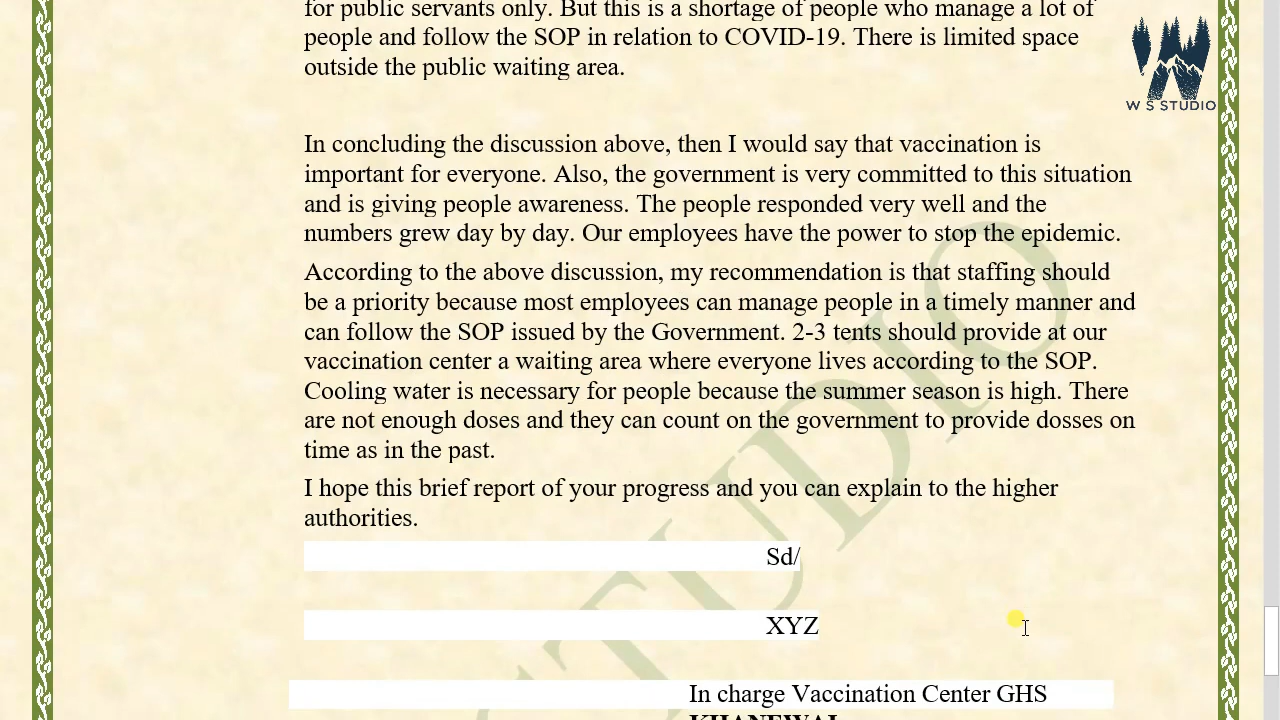 for public servants only. But this is a shortage of people who manage a lot of
people and follow the SOP in relation to COVID-19. There is limited space
outside the public waiting area.
W S STUDIO
In concluding the discussion above, then I would say that vaccination is
important for everyone. Also, the government is very committed to this situation
and is giving people awareness. The people responded very well and the
numbers grew day by day. Our employees have the power to stop the epidemic.
According to the above discussion, my recommendation is that staffing should
be a priority because most employees can manage people in a timely manner and
can follow the SOP issued by the Government. 2-3 tents should provide at our
vaccination center a waiting area where everyone lives according to the SOP.
Cooling water is necessary for people because the summer season is high. There
are not enough doses and they can count on the government to provide dosses on
time as in the past.
I hope this brief report of your progress and you can explain to the higher
authorities.
Sd/
XYZ
In charge Vaccination Center GHS
KHANEWAL
STUDIO